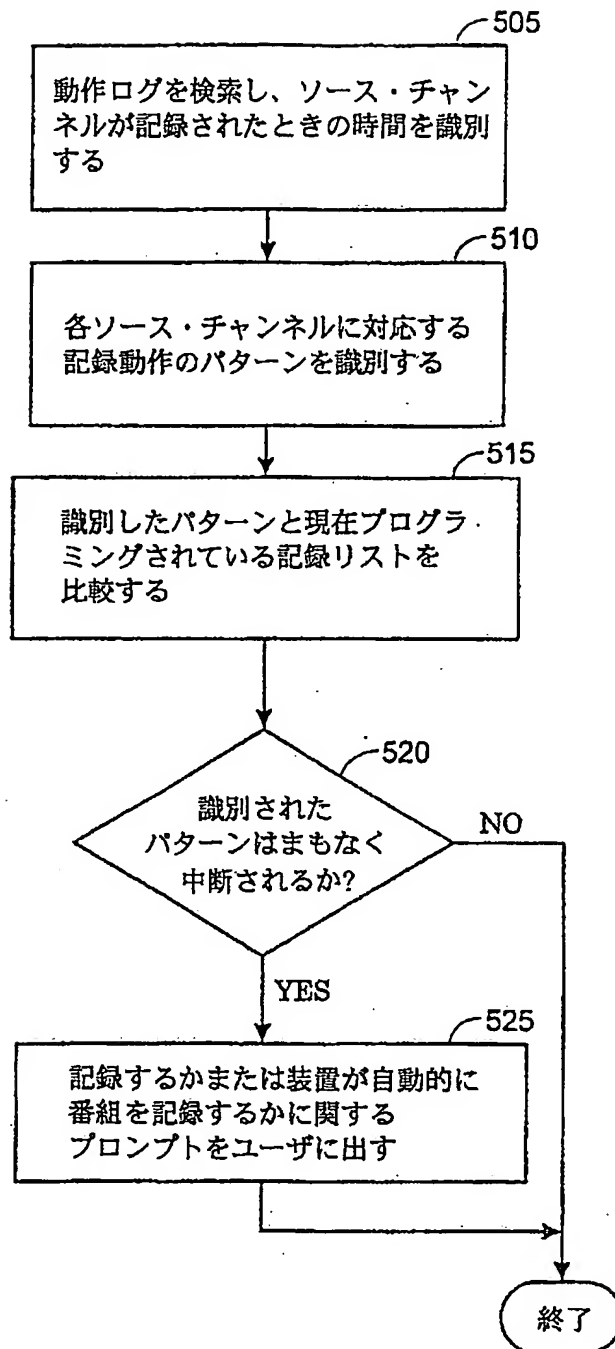 505
動作ログを検索し、ソース・チャン
ネルが記録されたときの時間を識別
する
510
各ソース・チャンネルに対応する
記録動作のパターンを識別する
515
識別したパターンと現在プログラ
ミングされている記録リストを
比較する
520
識別された
パターンはまもなく
中断されるか?
NO
YES
525
記録するかまたは装置が自動的に
番組を記録するかに関する
プロンプトをユーザに出す
終了